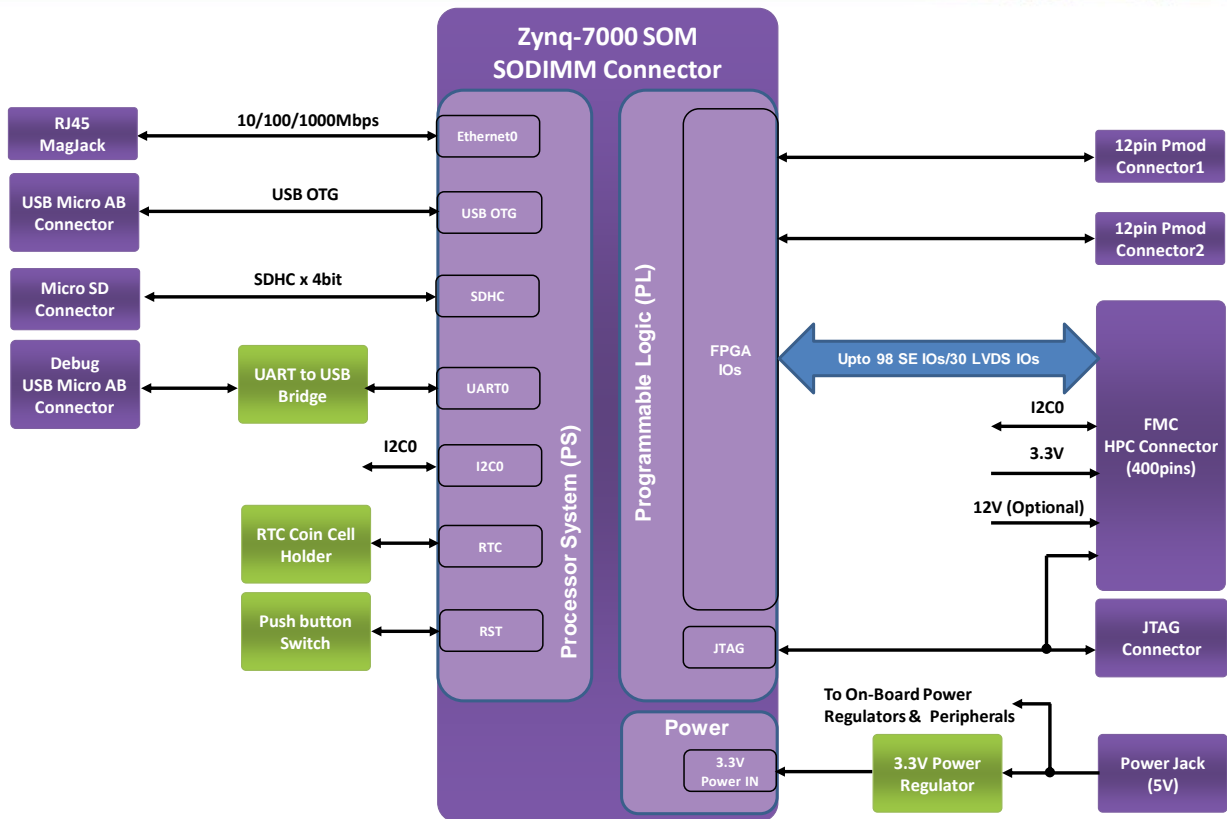 Zynq-7000 SOM
SODIMM Connector
RJ45
MagJack
10/100/1000Mbps
Ethernet0
USB Micro AB
Connector
USB OTG
USB OTG
Micro SD
Connector
SDHC x 4bit
SDHC
Debug
USB Micro AB
Connector
UART to USB
Bridge
UART0
I2C0
I2C0
RTC Coin Cell
Holder
RTC
Push button
Switch
RST
Processor System (PS)
Programmable Logic (PL)
FPGA
IOs
JTAG
12pin Pmod
Connector1
12pin Pmod
Connector2
Upto 98 SE IOs/30 LVDS IOs
I2C0
3.3V
12V (Optional)
FMC
HPC Connector
(400pins)
JTAG
Connector
To On-Board Power
Regulators & Peripherals
Power
3.3V
Power IN
3.3V Power
Regulator
Power Jack
(5V)